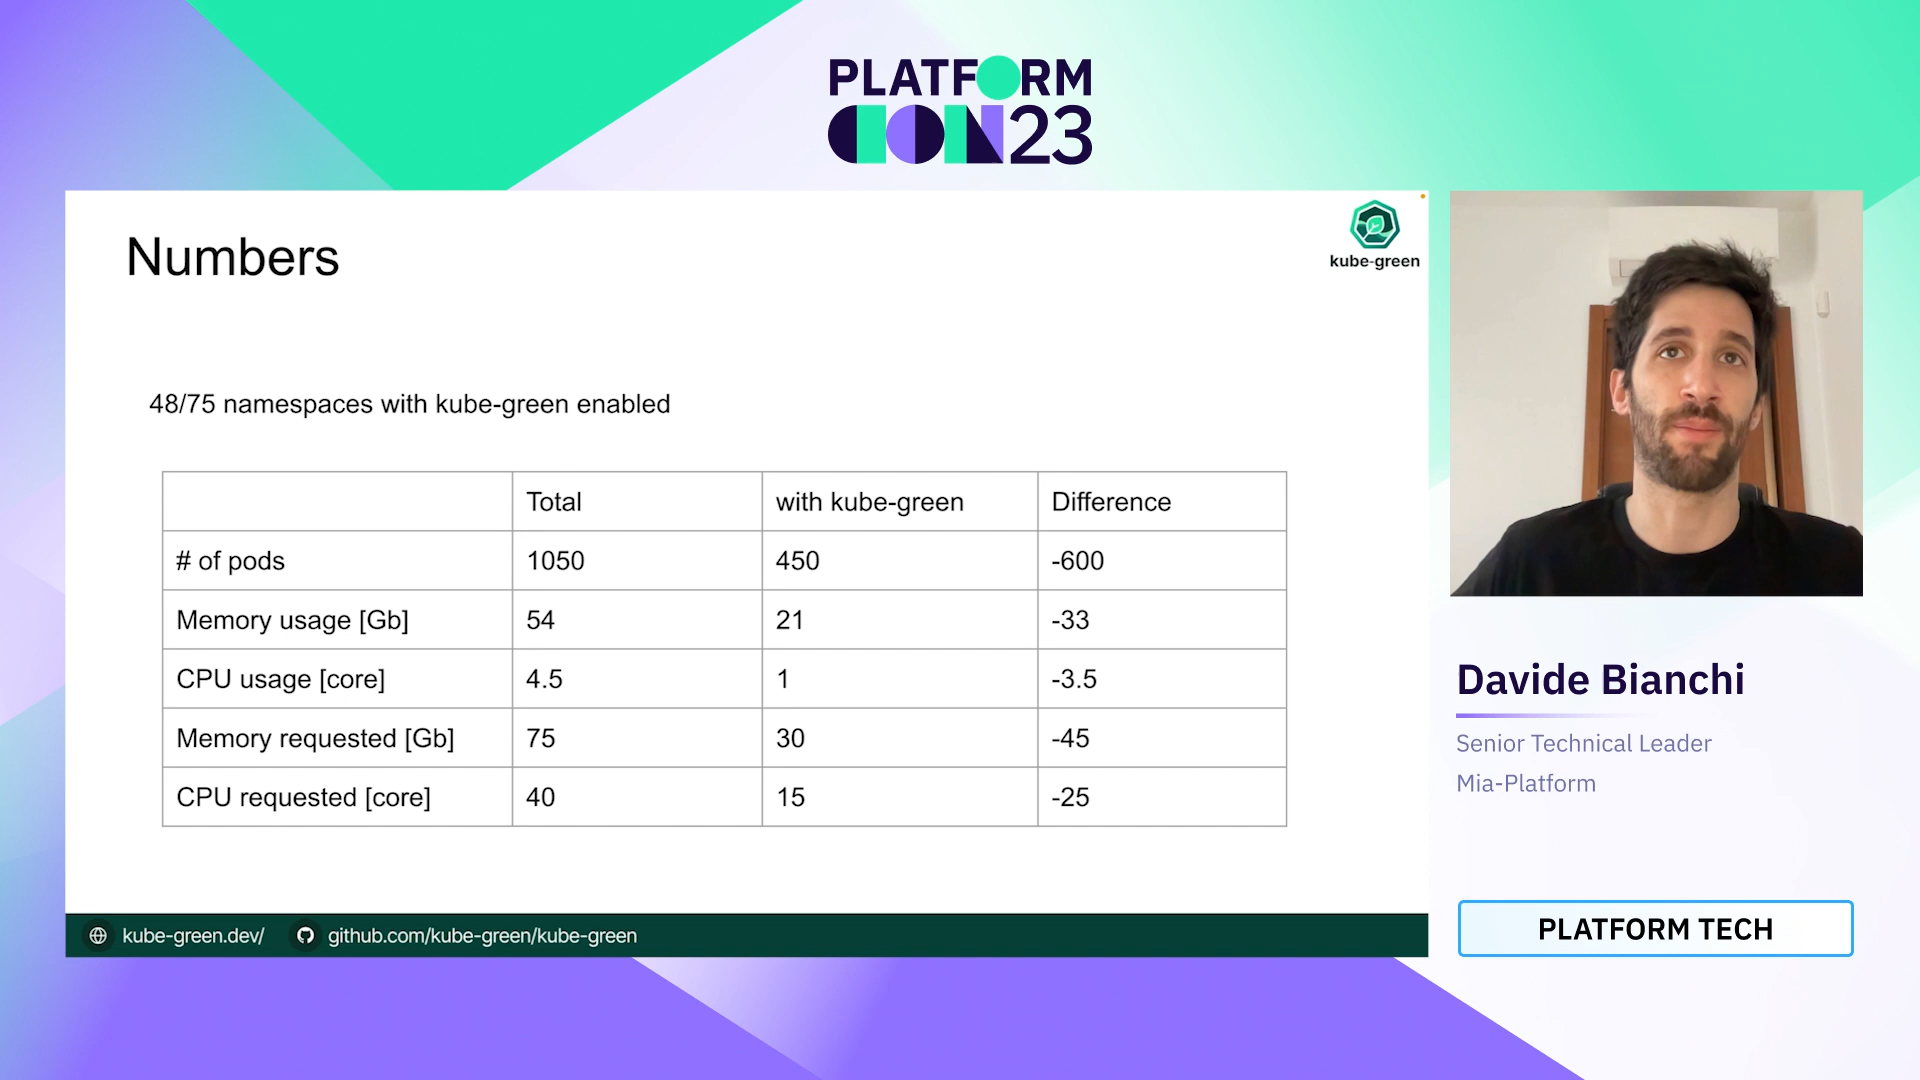 PLATFORM
CON23
Numbers
kube-green
48/75 namespaces with kube-green enabled
Total with kube-green Difference
# of pods 1050 450 -600
Memory usage [Gb] 54 21 -33
CPU usage [core] 4.5 1 -3.5
Memory requested [Gb] 75 30 -45
CPU requested [core] 40 15 -25
kube-green.dev/ github.com/kube-green/kube-green
Davide Bianchi
Senior Technical Leader
Mia-Platform
PLATFORM TECH